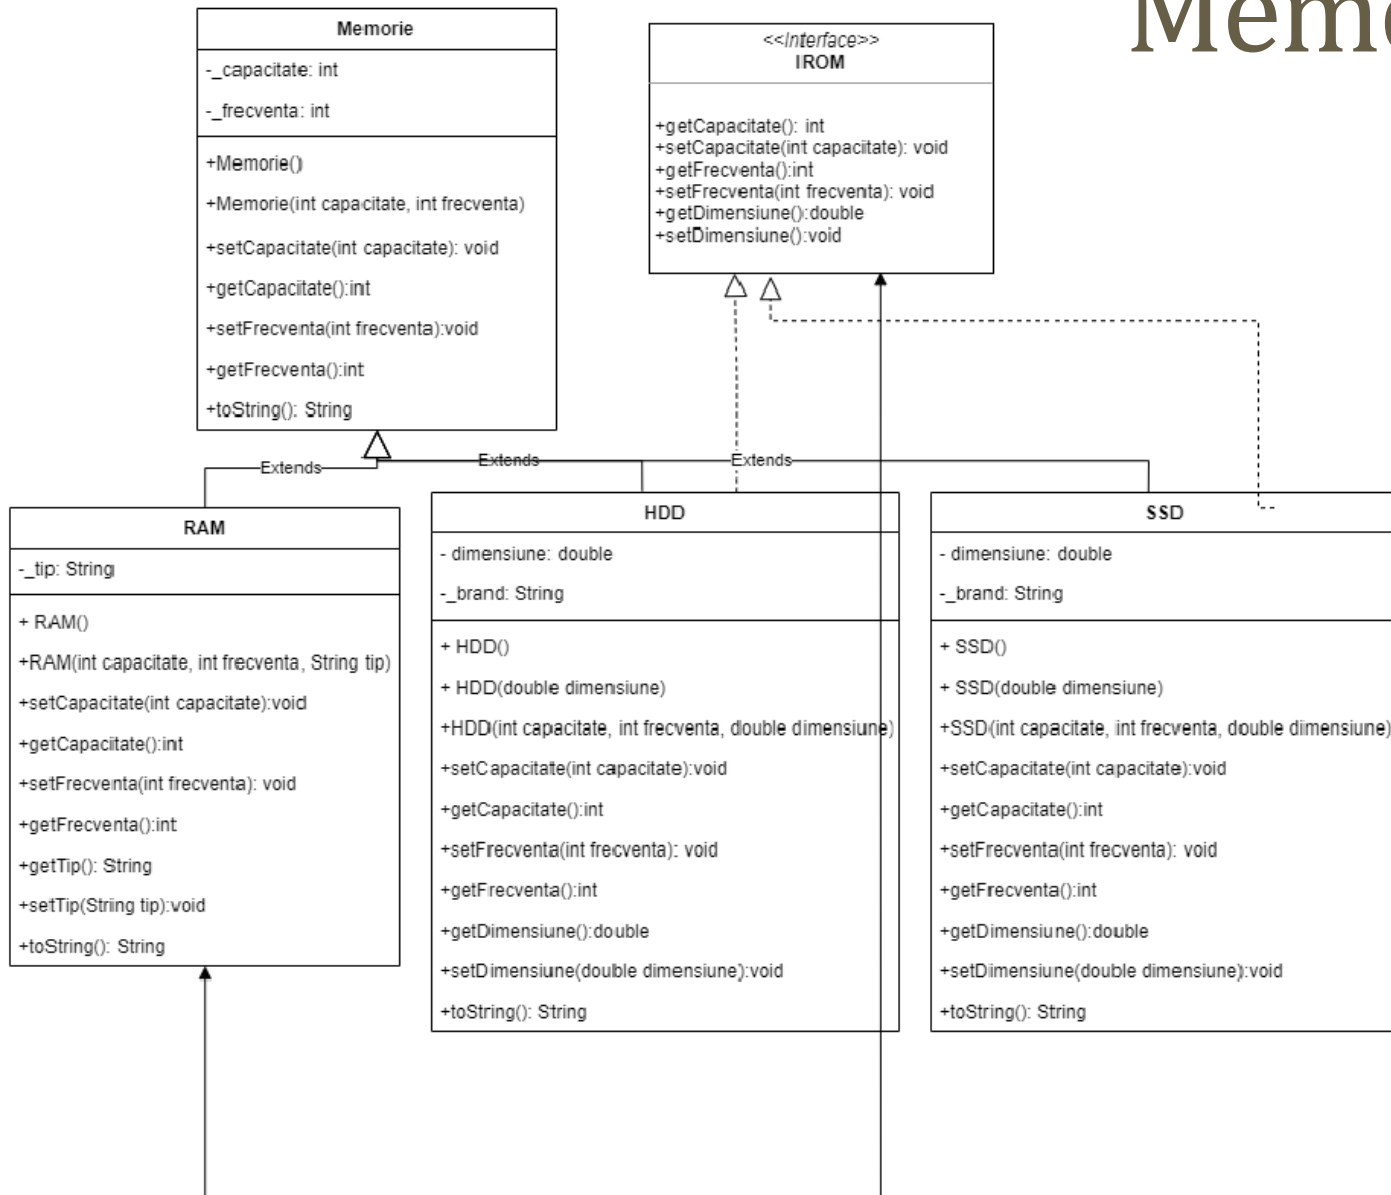 Memo
Memorie
-_capacitate: int
-_frecventa: int
+Memorie()
+Memorie(int capacitate, int frecventa)
+setCapacitate(int capacitate): void
+getCapacitate():int
+setFrecventa(int frecventa):void
+getFrecventa():int
+toString(): String
<<Interface>>
IROM
+getCapacitate(): int
+setCapacitate(int capacitate): void
+getFrecventa():int
+setFrecventa(int frecventa): void
+getDimensiune():double
+setDimensiune():void
Extends
Extends
Extends
RAM
-_tip: String
+ RAM()
+RAM(int capacitate, int frecventa, String tip)
+setCapacitate(int capacitate):void
+getCapacitate():int
+setFrecventa(int frecventa): void
+getFrecventa():int
+getTip(): String
+setTip(String tip):void
+toString(): String
HDD
- dimensiune: double
-_brand: String
+ HDD()
+ HDD(double dimensiune)
+HDD(int capacitate, int frecventa, double dimensiune)
+setCapacitate(int capacitate):void
+getCapacitate():int
+setFrecventa(int frecventa): void
+getFrecventa():int
+getDimensiune():double
+setDimensiune(double dimensiune):void
+toString(): String
SSD
- dimensiune: double
-_brand: String
+ SSD()
+ SSD(double dimensiune)
+SSD(int capacitate, int frecventa, double dimensiune)
+setCapacitate(int capacitate):void
+getCapacitate():int
+setFrecventa(int frecventa): void
+getFrecventa():int
+getDimensiune():double
+setDimensiune(double dimensiune):void
+toString(): String